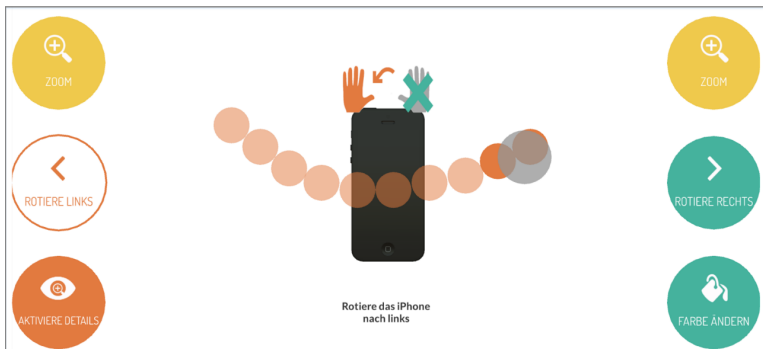 ZOOM
ZOOM
ROTIERE LINKS
ROTIERE RECHTS
AKTIVIERE DETAILS
Rotiere das iPhone
nach links
FARBE ÄNDERN